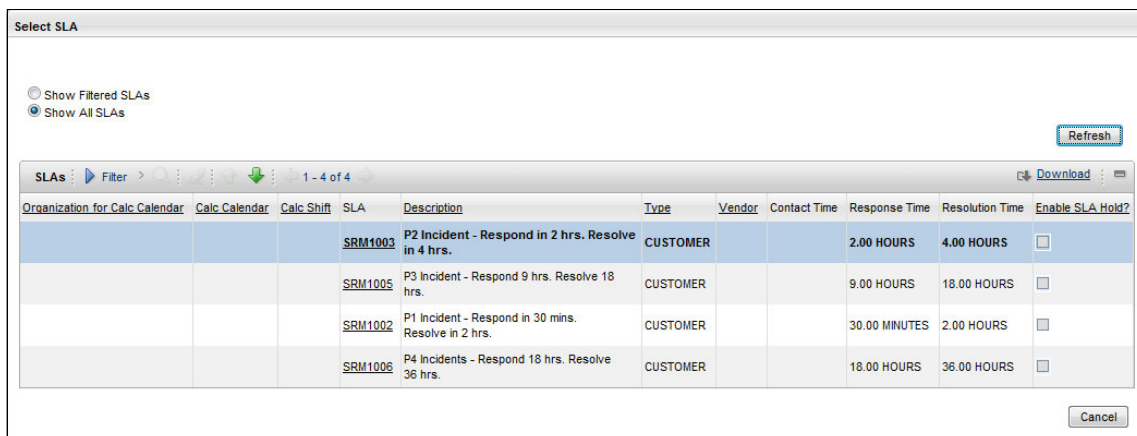 Select SLA
Show Filtered SLAs
Show All SLAs
Refresh
SLAs Filter 1 - 4 of 4 Download
Organization for Calc Calendar Calc Calendar Calc Shift SLA Description Type Vendor Contact Time Response Time Resolution Time Enable SLA Hold?
SRM1003 P2 Incident - Respond in 2 hrs. Resolve in 4 hrs. CUSTOMER 2.00 HOURS 4.00 HOURS
SRM1005 P3 Incident - Respond 9 hrs. Resolve 18 hrs. CUSTOMER 9.00 HOURS 18.00 HOURS
SRM1002 P1 Incident - Respond in 30 mins. Resolve in 2 hrs. CUSTOMER 30.00 MINUTES 2.00 HOURS
SRM1006 P4 Incidents - Respond 18 hrs. Resolve 36 hrs. CUSTOMER 18.00 HOURS 36.00 HOURS
Cancel